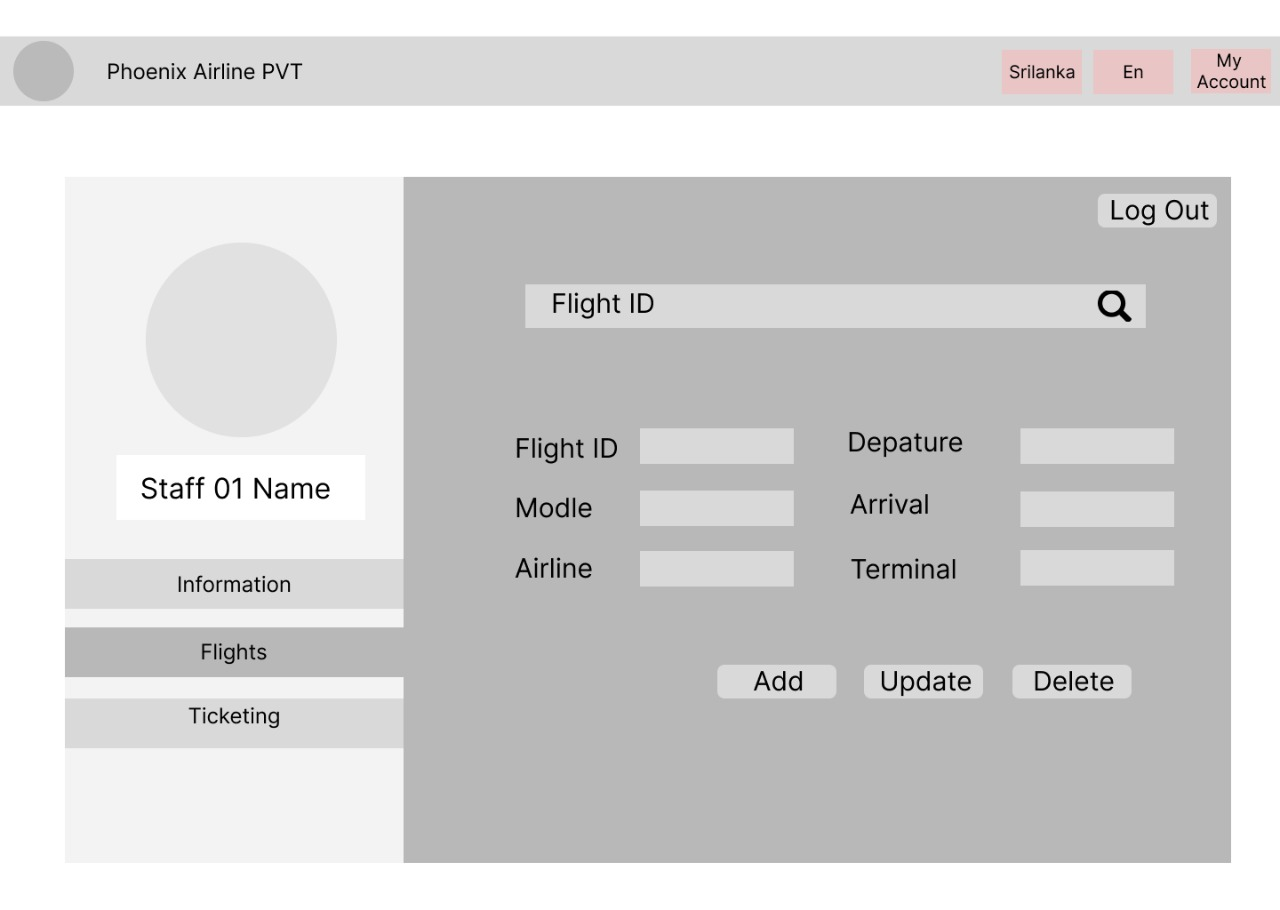 Phoenix Airline PVT
Srilanka
En
My
Account
Log Out
Flight ID
Staff 01 Name
Information
Flights
Ticketing
Flight ID
Depature
Modle
Arrival
Airline
Terminal
Add
Update
Delete